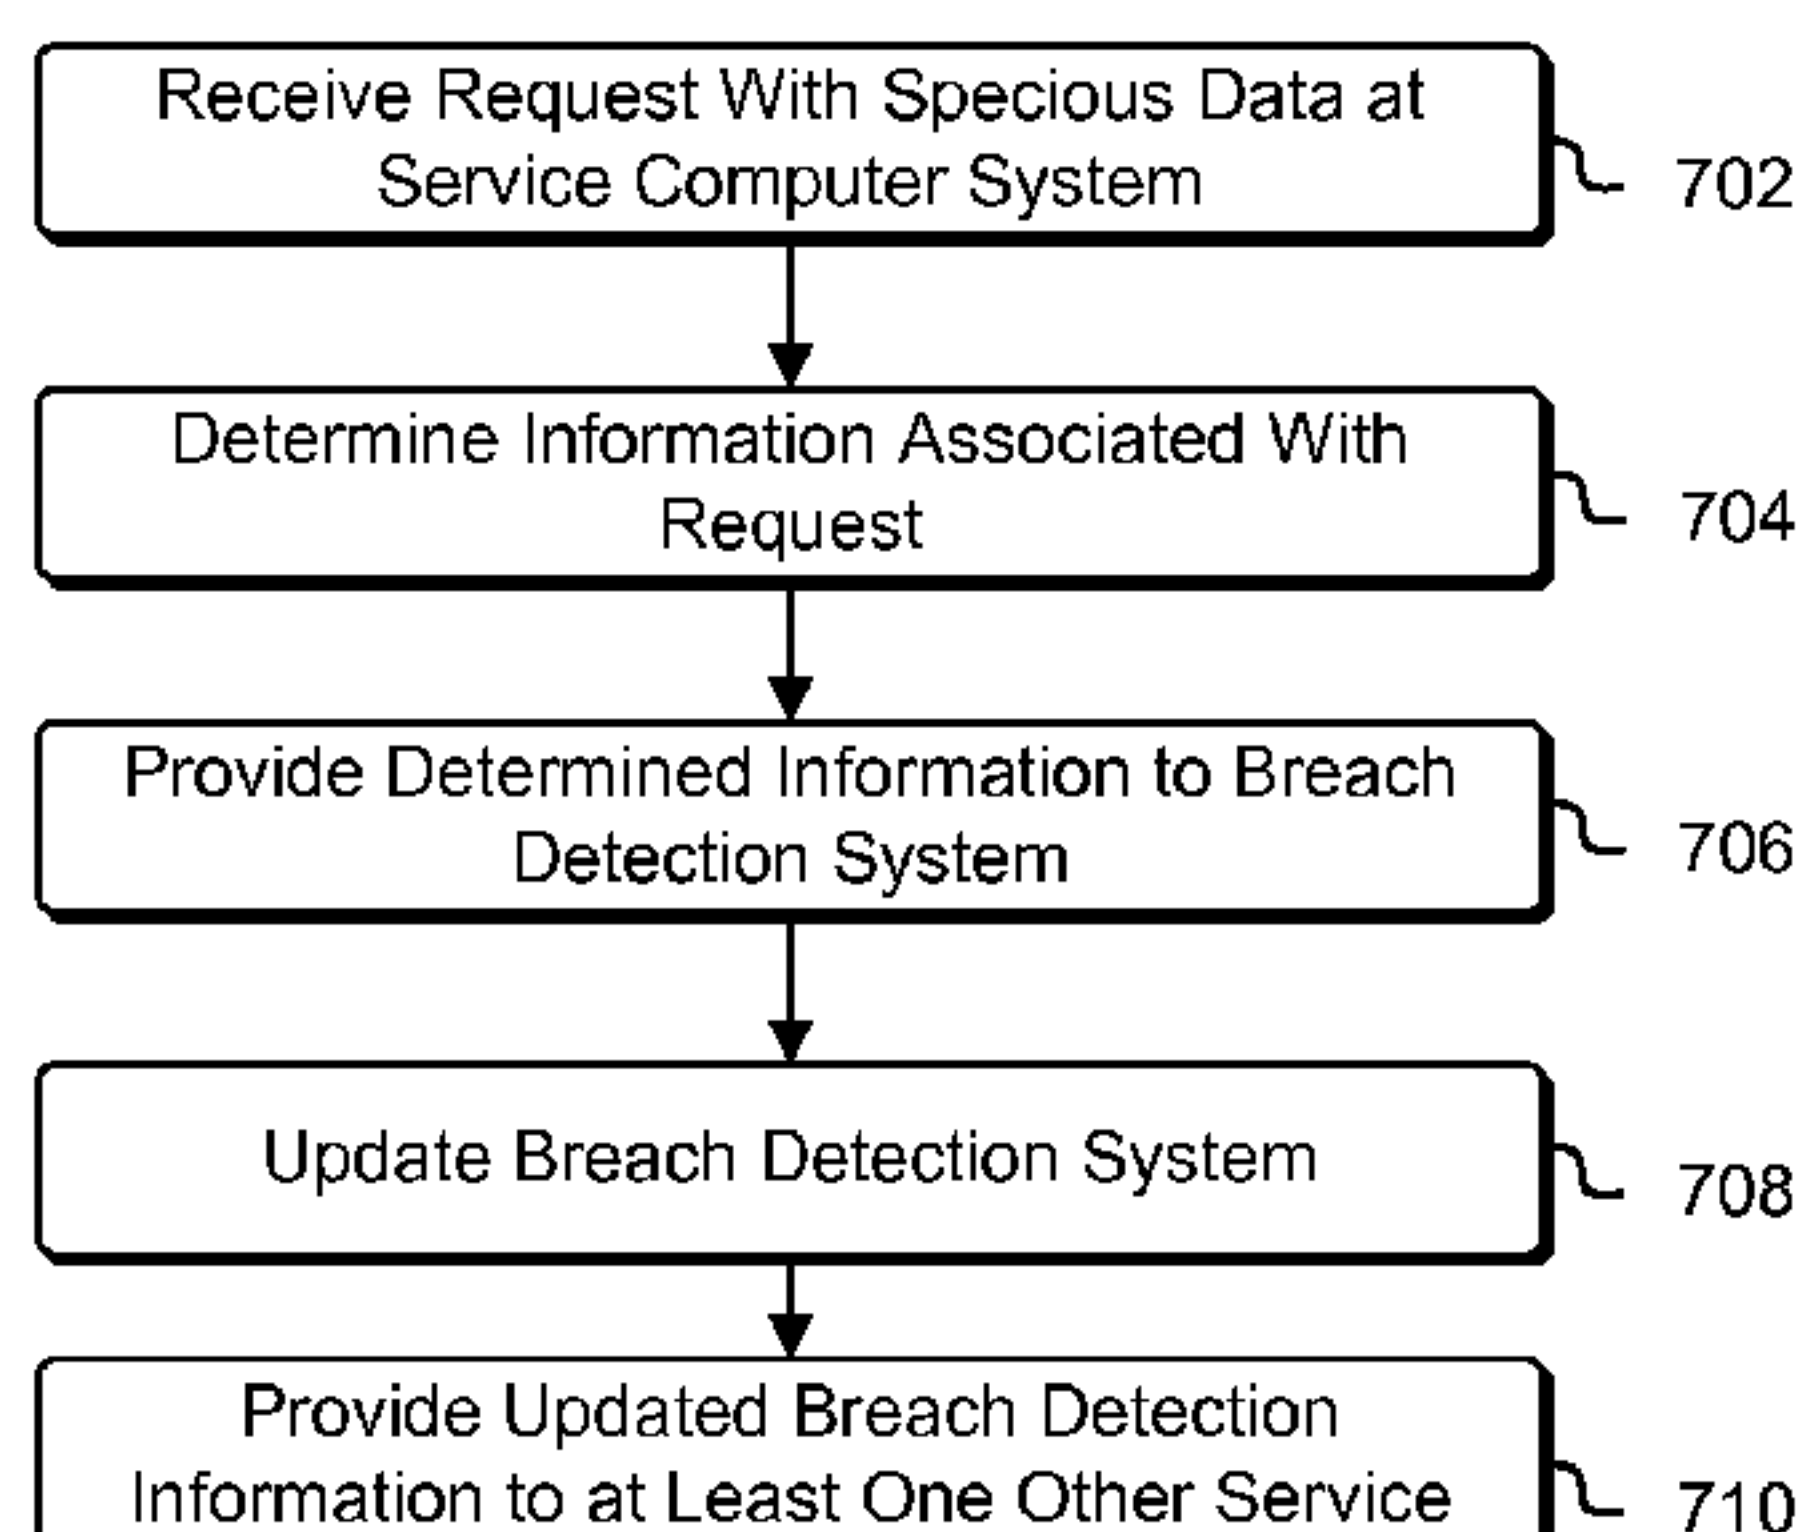 Receive Request With Specious Data at
Service Computer System
702
Determine Information Associated With
Request
704
Provide Determined Information to Breach
Detection System
706
Update Breach Detection System
708
Provide Updated Breach Detection
Information to at Least One Other Service
710